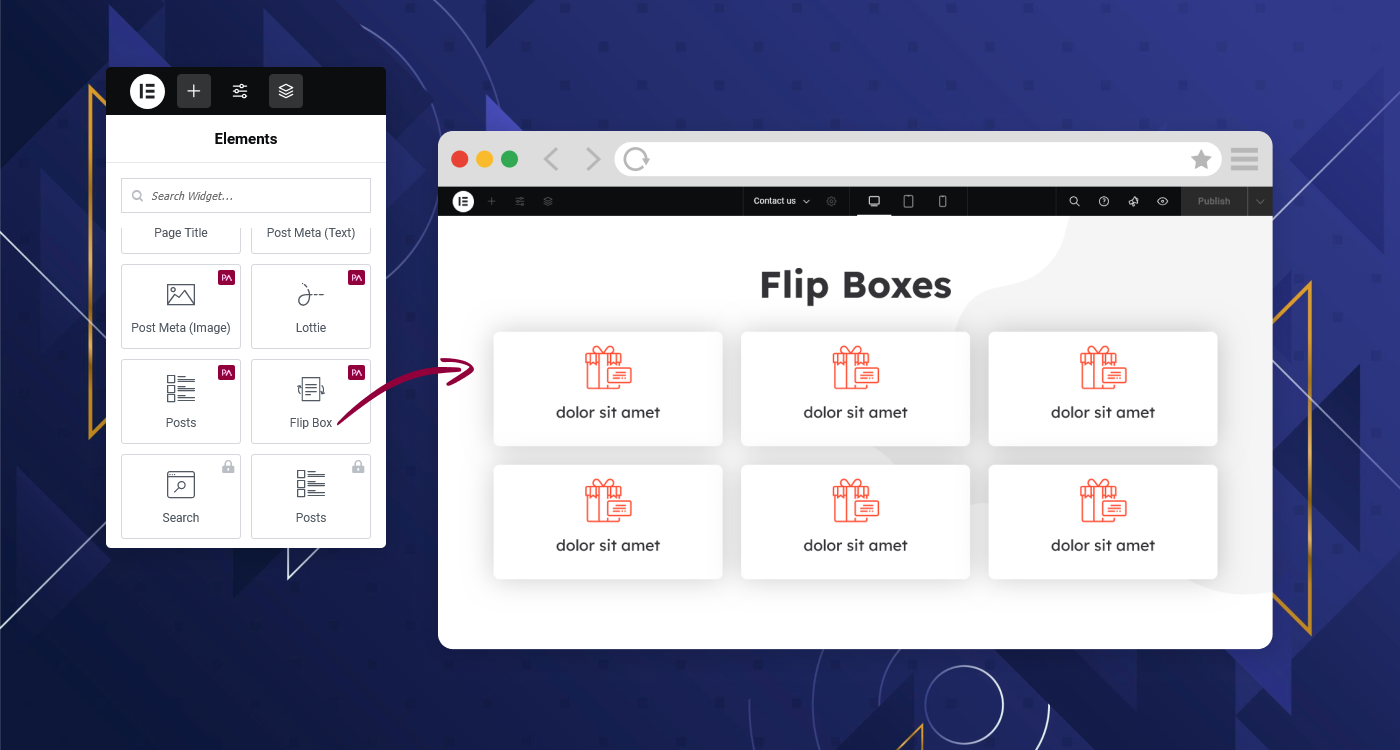 Elements
Search Widget...
Page Title
Post Meta (Text)
PA
PA
Post Meta (Image)
Lottie
PA
PA
Posts
Flip Box
Search
Posts
Contact us
Publish
Flip Boxes
dolor sit amet
dolor sit amet
dolor sit amet
dolor sit amet
dolor sit amet
dolor sit amet